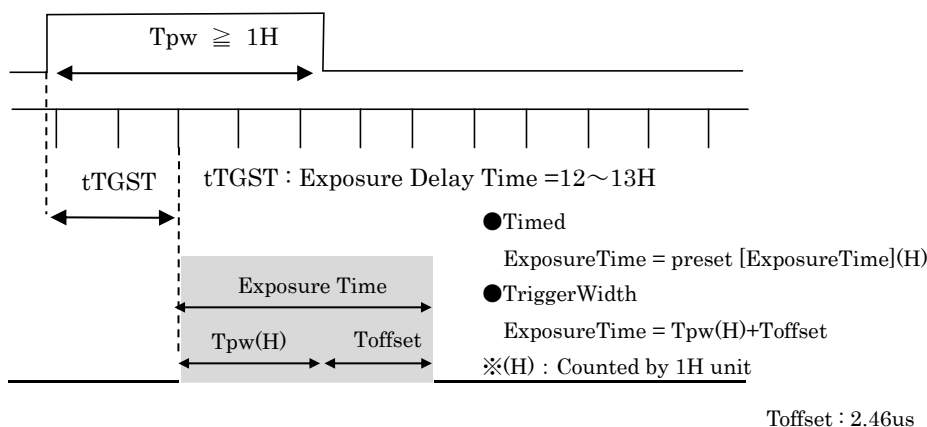 Tpw ≧ 1H
tTGST
tTGST : Exposure Delay Time =12～13H
●Timed
ExposureTime = preset [ExposureTime](H)
Exposure Time
●TriggerWidth
ExposureTime = Tpw(H)+Toffset
Tpw(H)
Toffset
※(H) : Counted by 1H unit
Toffset : 2.46us